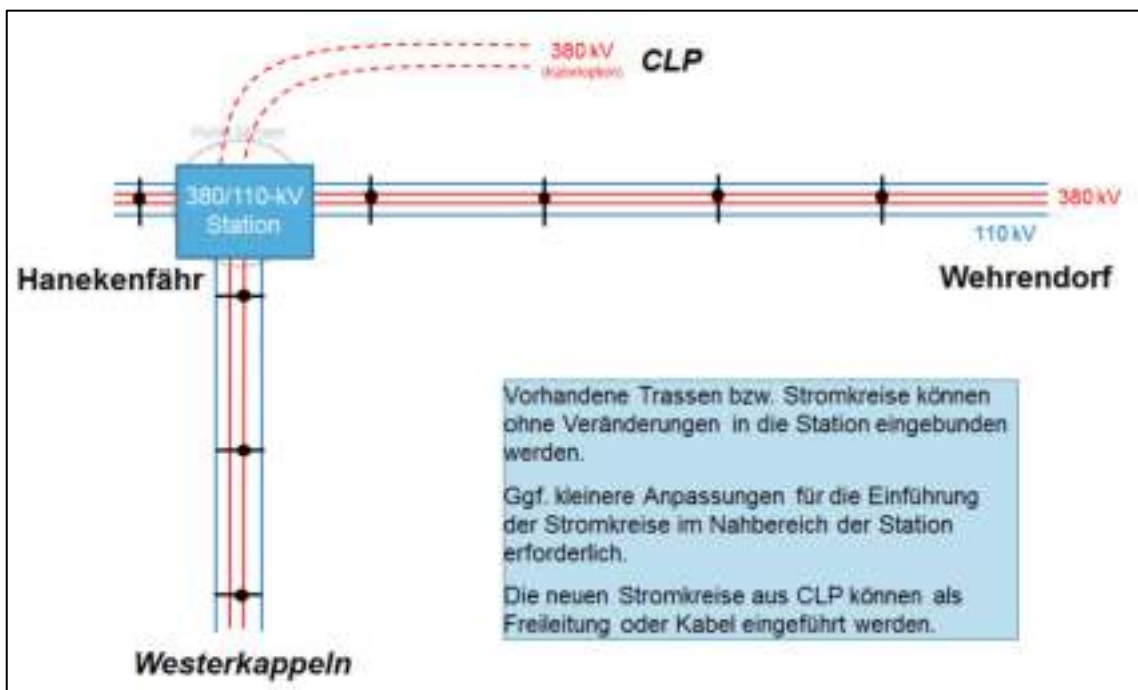 380 kV
(Kabeloption)
CLP
380/110-kV
Station
380 kV
110 kV
Hanekenfähr
Wehrendorf
Vorhandene Trassen bzw. Stromkreise können
ohne Veränderungen in die Station eingebunden
werden.
Ggf. kleinere Anpassungen für die Einführung
der Stromkreise im Nahbereich der Station
erforderlich.
Die neuen Stromkreise aus CLP können als
Freileitung oder Kabel eingeführt werden.
Westerkappeln